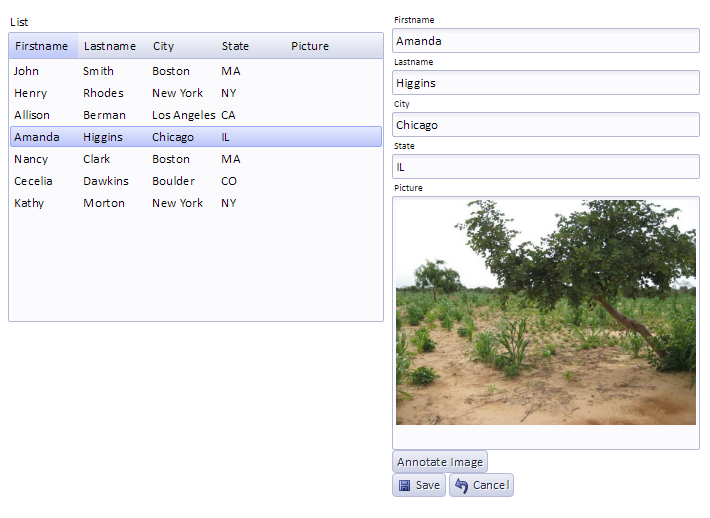 List
Firstname Lastname City State Picture
John Smith Boston MA
Henry Rhodes New York NY
Allison Berman Los Angeles CA
Amanda Higgins Chicago IL
Nancy Clark Boston MA
Cecelia Dawkins Boulder CO
Kathy Morton New York NY
Firstname
Amanda
Lastname
Higgins
City
Chicago
State
IL
Picture
Annotate Image
Save Cancel